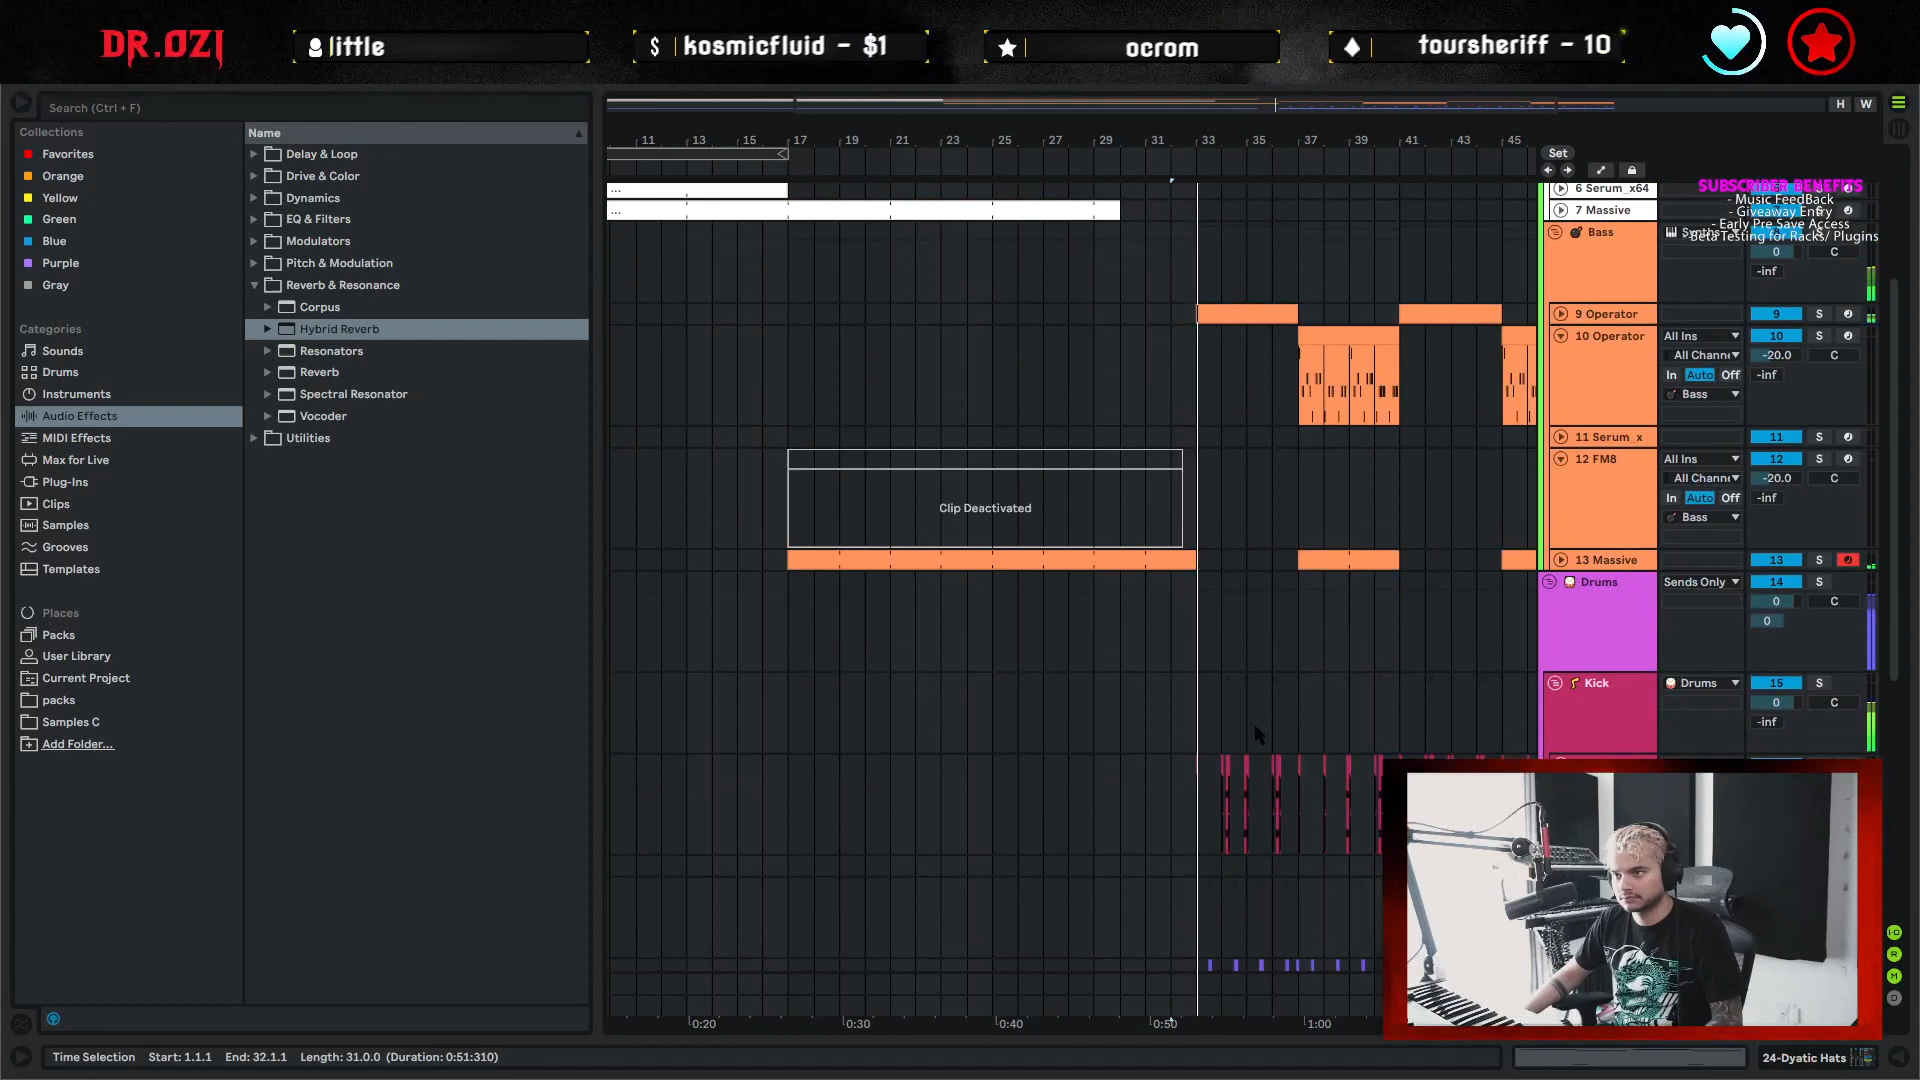 DR.OZI
little
$ kosmicfluid - $1
ocrom
toursheriff - 10
Search (Ctrl + F)
H W
Collections
Favorites
Orange
Yellow
Green
Blue
Purple
Gray
Categories
Sounds
Drums
Instruments
Audio Effects
MIDI Effects
Max for Live
Plug-Ins
Clips
Samples
Grooves
Templates
Places
Packs
User Library
Current Project
packs
Samples C
Add Folder...
Name
Delay & Loop
Drive & Color
Dynamics
EQ & Filters
Modulators
Pitch & Modulation
Reverb & Resonance
Corpus
Hybrid Reverb
Resonators
Reverb
Spectral Resonator
Vocoder
Utilities
11 13 15 17 19 21 23 25 27 29 31 33 35 37 39 41 43 45
Set
...
...
Clip Deactivated
6 Serum_x64
SUBSCRIBER BENEFITS
- Music FeedBack
- Giveaway Entry
- Early Pre Save Access
- Beta Testing for Racks/ Plugins
7 Massive
Bass
0 C
-inf
9 Operator 9 S
10 Operator All Ins 10 S
All Channe -20.0 C
In Auto Off -inf
Bass
11 Serum_x 11 S
12 FM8 All Ins 12 S
All Channe -20.0 C
In Auto Off -inf
Bass
13 Massive 13 S
Drums Sends Only 14 S
0 C
0
Kick Drums 15 S
0 C
-inf
0:20 0:30 0:40 0:50 1:00
I-O
R
M
D
Time Selection Start: 1.1.1 End: 32.1.1 Length: 31.0.0 (Duration: 0:51:310)
24-Dyatic Hats